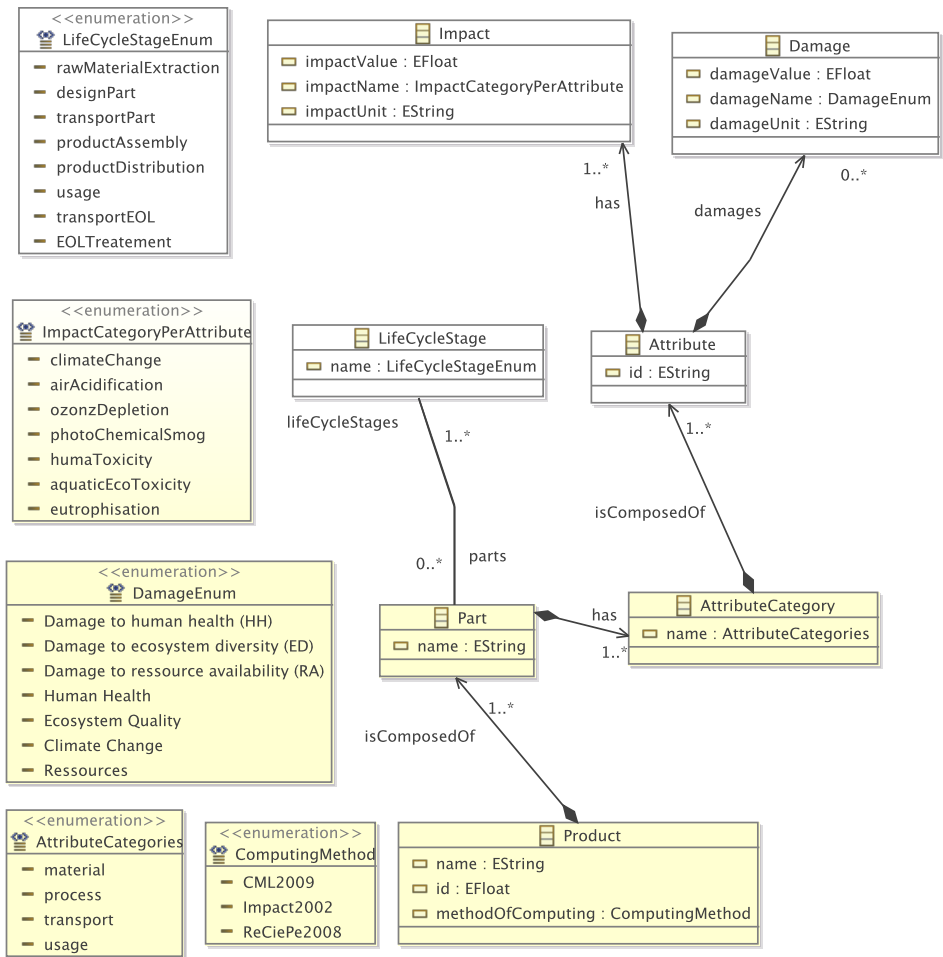 <<enumeration>>
LifeCycleStageEnum
rawMaterialExtraction
designPart
transportPart
productAssembly
productDistribution
usage
transportEOL
EOLTreatement
Impact
impactValue : EFloat
impactName : ImpactCategoryPerAttribute
impactUnit : EString
Damage
damageValue : EFloat
damageName : DamageEnum
damageUnit : EString
1..*
has
0..*
damages
<<enumeration>>
ImpactCategoryPerAttribute
climateChange
airAcidification
ozonzDepletion
photoChemicalSmog
humaToxicity
aquaticEcoToxicity
eutrophisation
LifeCycleStage
name : LifeCycleStageEnum
Attribute
id : EString
lifeCycleStages
1..*
1..*
isComposedOf
0..*
parts
<<enumeration>>
DamageEnum
Damage to human health (HH)
Damage to ecosystem diversity (ED)
Damage to ressource availability (RA)
Human Health
Ecosystem Quality
Climate Change
Ressources
Part
name : EString
has
1..*
AttributeCategory
name : AttributeCategories
1..*
isComposedOf
<<enumeration>>
AttributeCategories
material
process
transport
usage
<<enumeration>>
ComputingMethod
CML2009
Impact2002
ReCiePe2008
Product
name : EString
id : EFloat
methodOfComputing : ComputingMethod